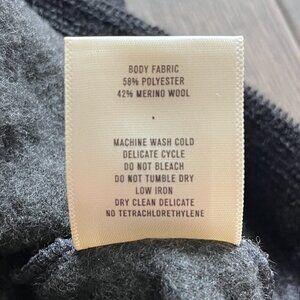 BODY FABRIC
58% POLYESTER
42% MERINO WOOL
MACHINE WASH COLD
DELICATE CYCLE
DO NOT BLEACH
DO NOT TUMBLE DRY
LOW IRON
DRY CLEAN DELICATE
NO TETRACHLORETHYLENE